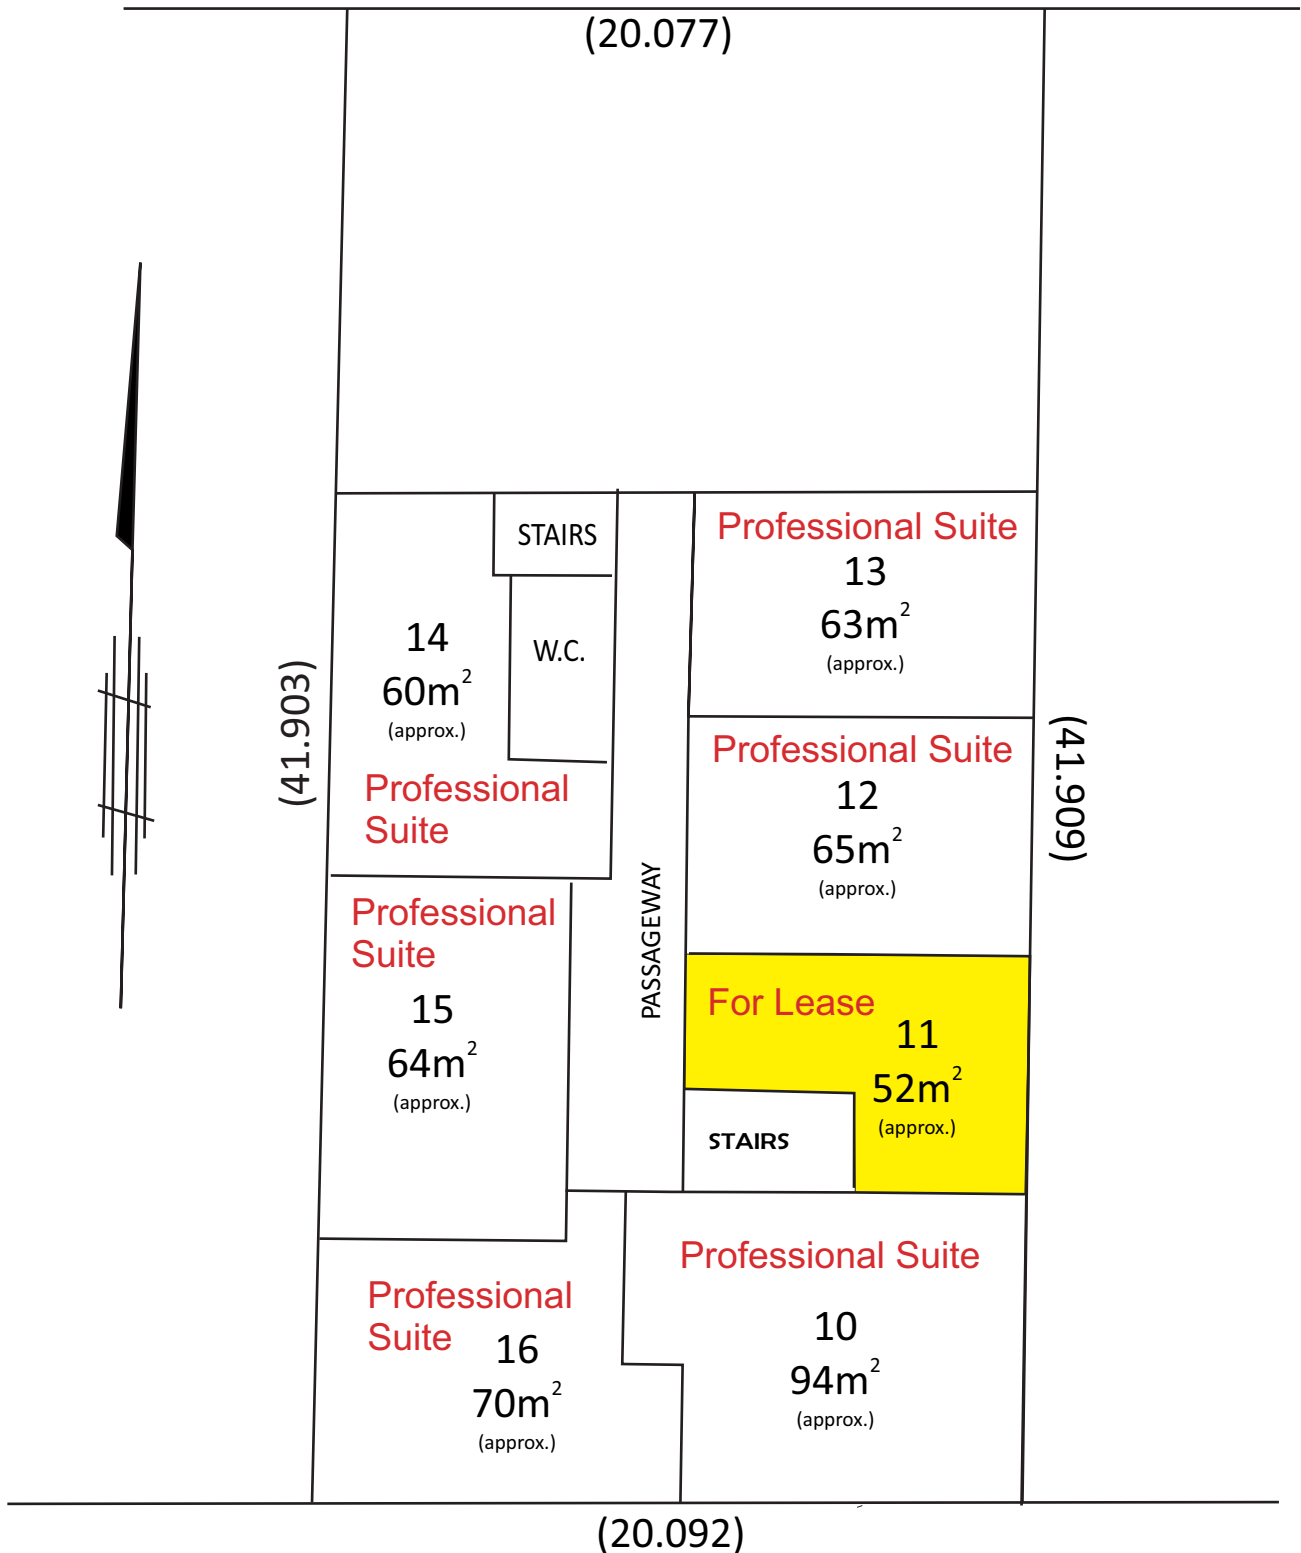 (20.077)
STAIRS
W.C.
14
60m²
(approx.)
Professional
Suite
Professional Suite
13
63m²
(approx.)
(41.903)
Professional Suite
12
65m²
(approx.)
(41.909)
PASSAGEWAY
Professional
Suite
15
64m²
(approx.)
For Lease
11
52m²
(approx.)
STAIRS
Professional
Suite
16
70m²
(approx.)
Professional Suite
10
94m²
(approx.)
(20.092)